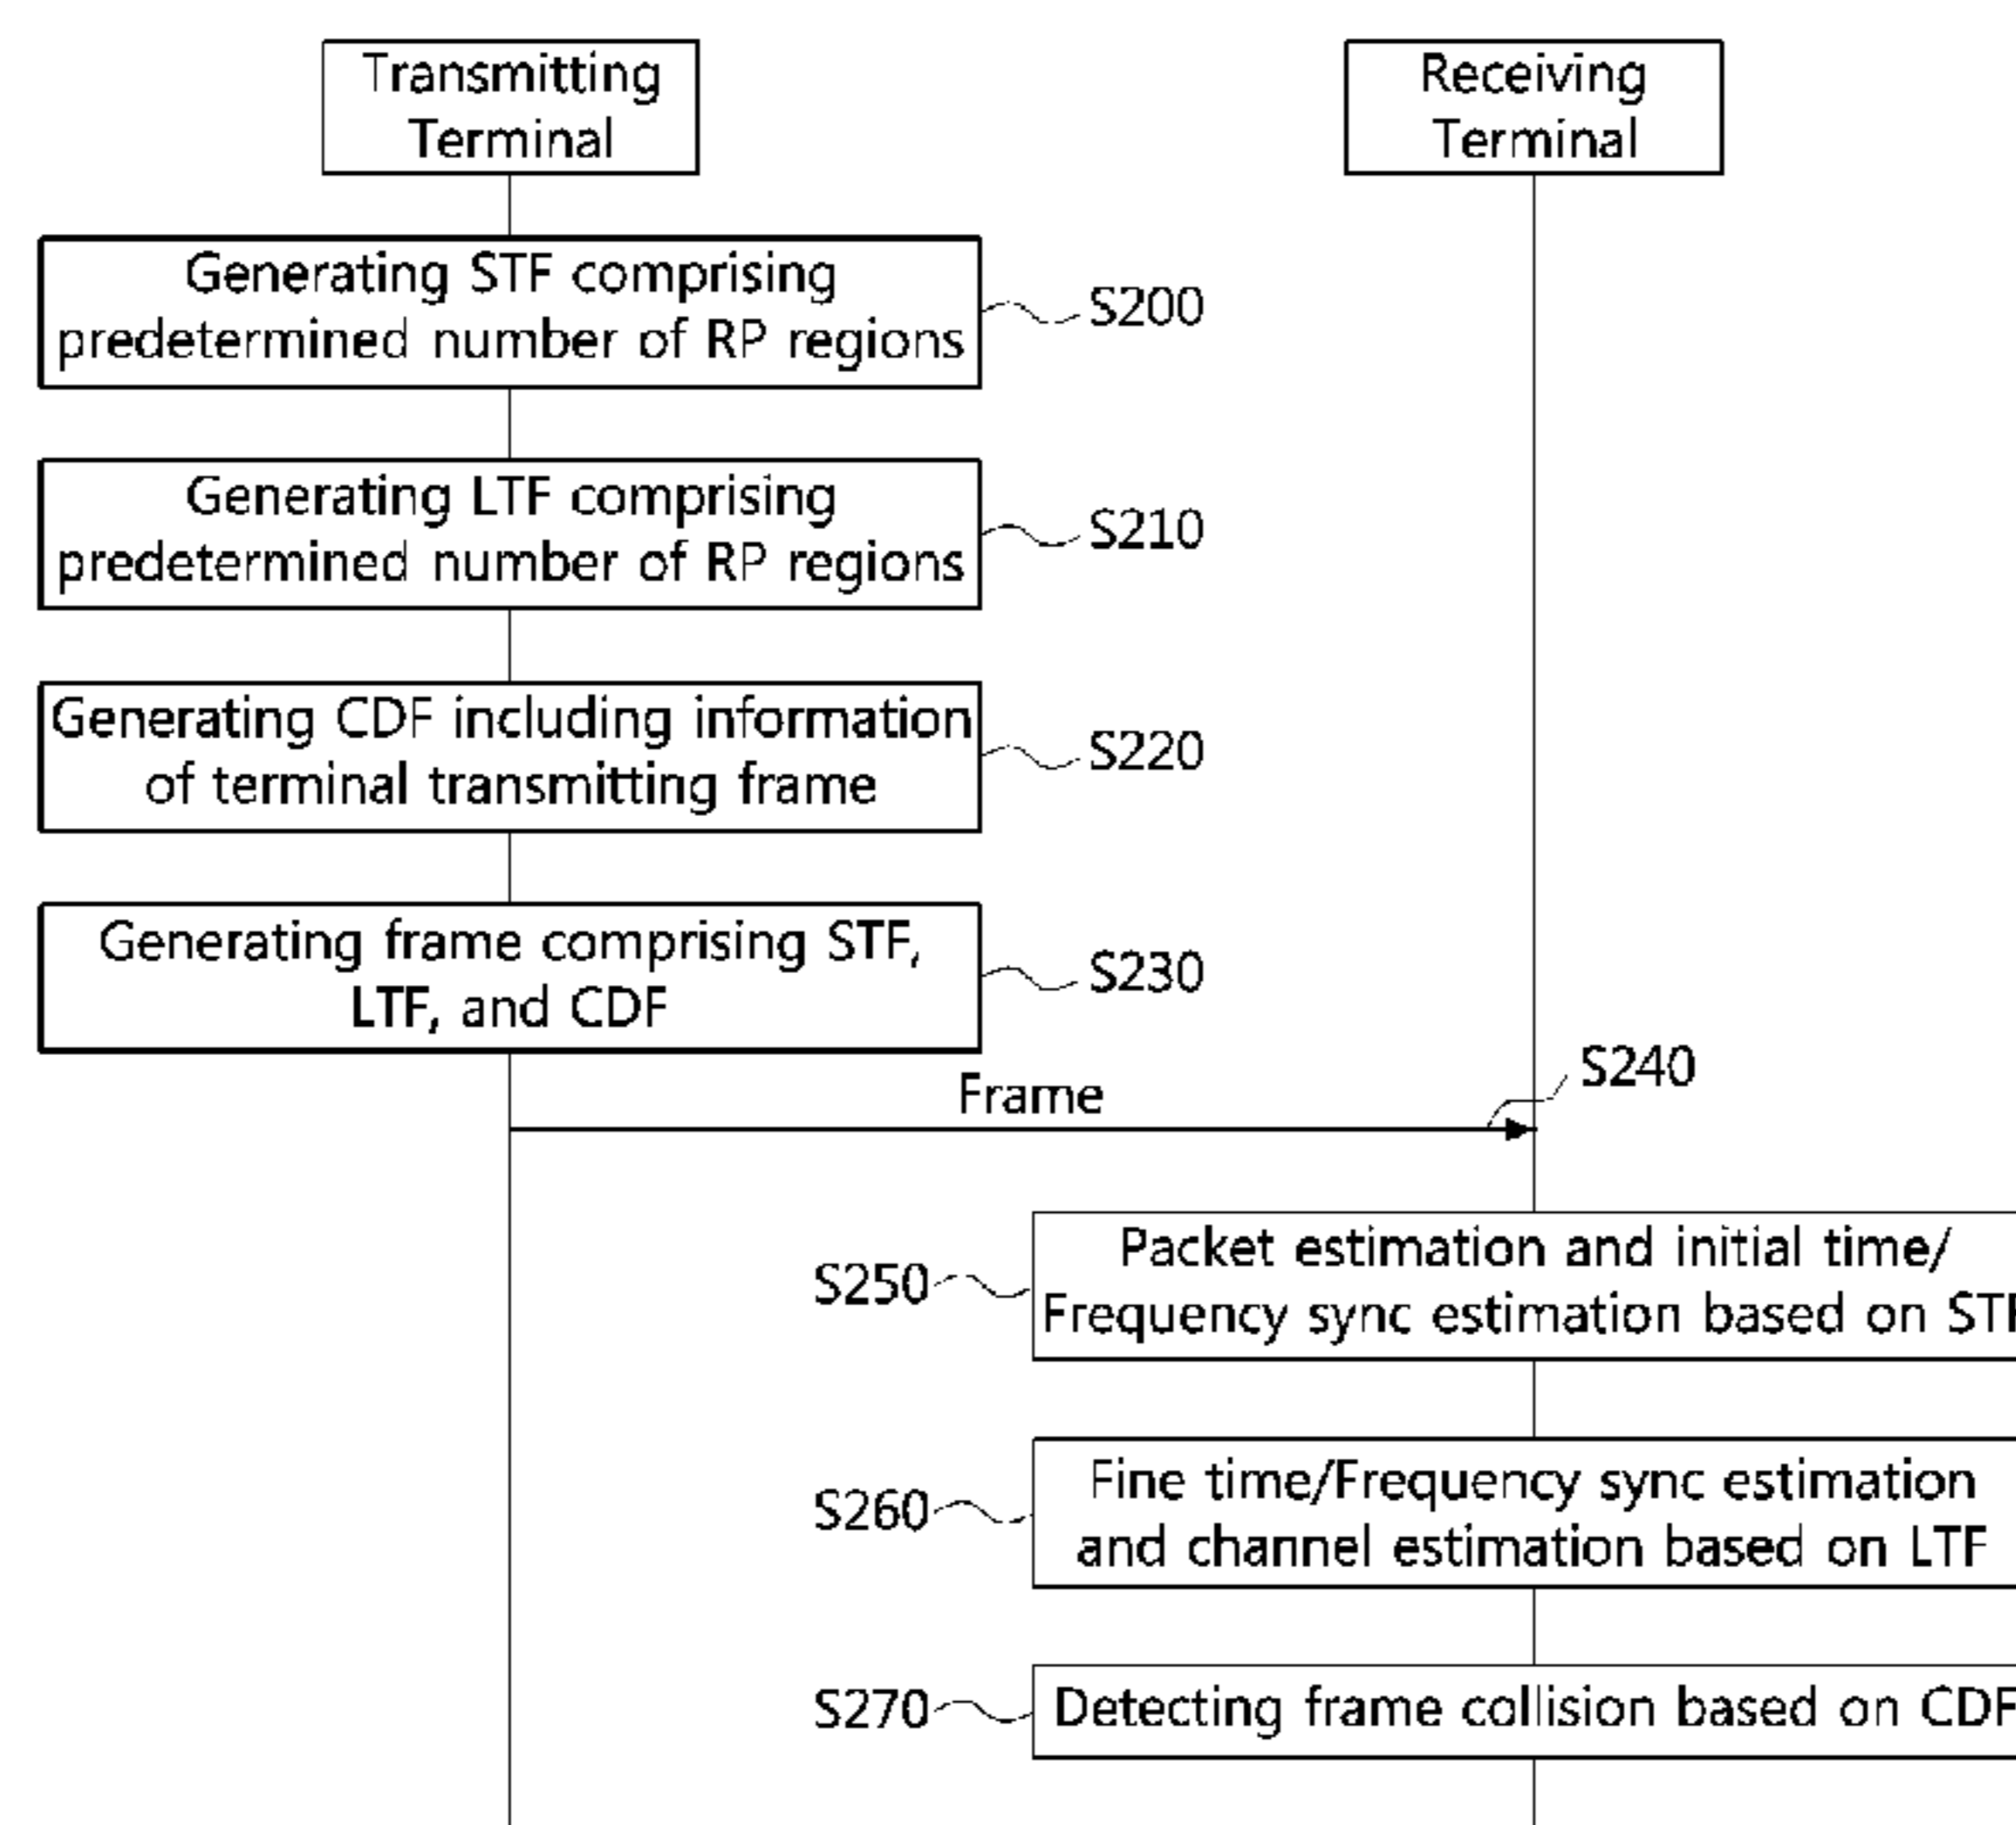 Transmitting
Terminal
Receiving
Terminal
Generating STF comprising
predetermined number of RP regions
S200
Generating LTF comprising
predetermined number of RP regions
S210
Generating CDF including information
of terminal transmitting frame
S220
Generating frame comprising STF,
LTF, and CDF
S230
Frame
S240
S250
Packet estimation and initial time/
Frequency sync estimation based on STF
S260
Fine time/Frequency sync estimation
and channel estimation based on LTF
S270
Detecting frame collision based on CDF